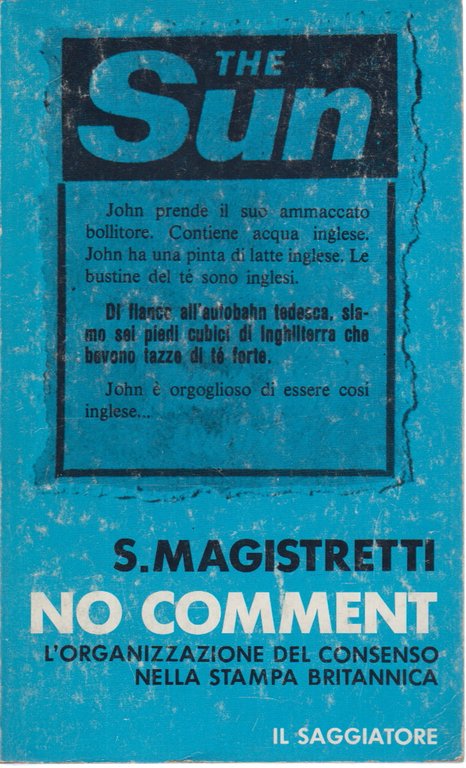 THE
Sun
John prende il suo ammaccato
bollitore. Contiene acqua inglese.
John ha una pinta di latte inglese. Le
bustine del té sono inglesi.
Di fianco all'autobahn tedesca, sia-
mo sei piedi cubici di Inghilterra che
bevono tazze di té forte.
John è orgoglioso di essere così
inglese...
S. MAGISTRETTI
NO COMMENT
L'ORGANIZZAZIONE DEL CONSENSO
NELLA STAMPA BRITANNICA
IL SAGGIATORE